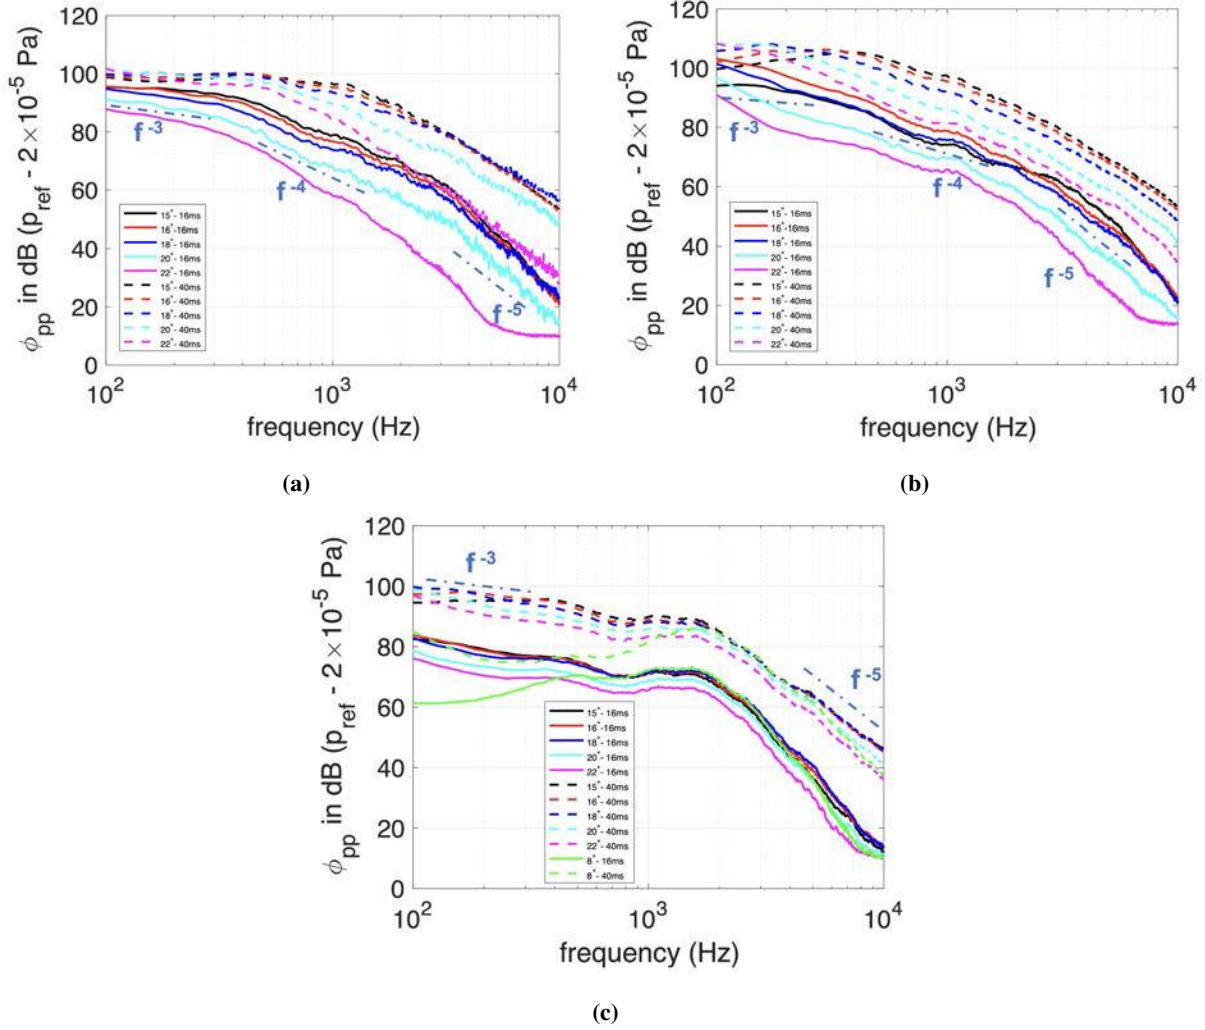 120
100
80
60
40
20
0
ϕpp in dB (pref - 2×10-5 Pa)
f-3
f-4
f-5
15°- 16ms
16°-16ms
18°- 16ms
20°- 16ms
22°- 16ms
15°- 40ms
16°- 40ms
18°- 40ms
20°- 40ms
22°- 40ms
102
103
104
frequency (Hz)
(a)
120
100
80
60
40
20
0
ϕpp in dB (pref - 2×10-5 Pa)
f-3
f-4
f-5
15°- 16ms
16°-16ms
18°- 16ms
20°- 16ms
22°- 16ms
15°- 40ms
16°- 40ms
18°- 40ms
20°- 40ms
22°- 40ms
102
103
104
frequency (Hz)
(b)
120
100
80
60
40
20
0
ϕpp in dB (pref - 2×10-5 Pa)
f-3
f-5
15°- 16ms
16°-16ms
18°- 16ms
20°- 16ms
22°- 16ms
15°- 40ms
16°- 40ms
18°- 40ms
20°- 40ms
22°- 40ms
8°- 16ms
8°- 40ms
102
103
104
frequency (Hz)
(c)